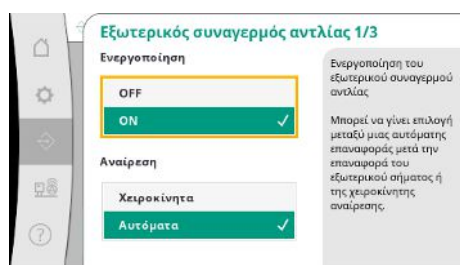 Εξωτερικός συναγερμός αντλίας 1/3
Ενεργοποίηση
OFF
ON
Αναίρεση
Χειροκίνητα
Αυτόματα
Ενεργοποίηση του
εξωτερικού συναγερμού
αντλίας
Μπορεί να γίνει επιλογή
μεταξύ μιας αυτόματης
επαναφοράς μετά την
επαναφορά του
εξωτερικού σήματος ή
της χειροκίνητης
αναίρεσης.